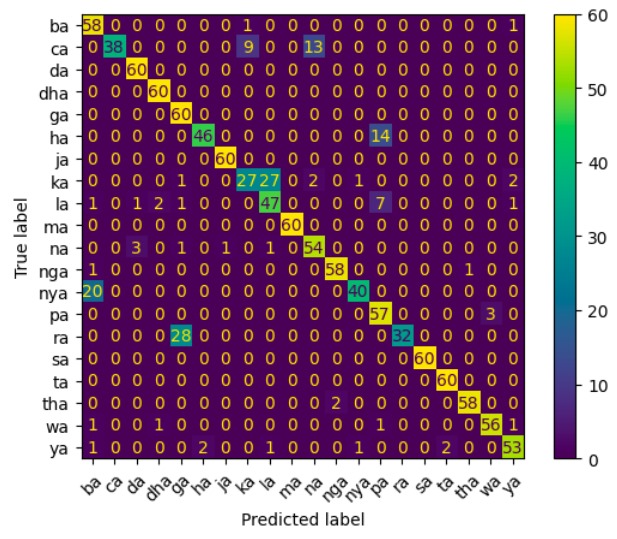 ba 58 0 0 0 0 0 0 1 0 0 0 0 0 0 0 0 0 0 0 1
ca 0 38 0 0 0 0 0 9 0 0 13 0 0 0 0 0 0 0 0 0
da 0 0 60 0 0 0 0 0 0 0 0 0 0 0 0 0 0 0 0 0
dha 0 0 0 60 0 0 0 0 0 0 0 0 0 0 0 0 0 0 0 0
ga 0 0 0 0 60 0 0 0 0 0 0 0 0 0 0 0 0 0 0 0
ha 0 0 0 0 0 46 0 0 0 0 0 0 0 14 0 0 0 0 0 0
ja 0 0 0 0 0 0 60 0 0 0 0 0 0 0 0 0 0 0 0 0
ka 0 0 0 0 1 0 0 27 27 0 2 0 1 0 0 0 0 0 0 2
la 1 0 1 2 1 0 0 0 47 0 0 0 0 7 0 0 0 0 0 1
ma 0 0 0 0 0 0 0 0 0 60 0 0 0 0 0 0 0 0 0 0
na 0 0 3 0 1 0 1 0 1 0 54 0 0 0 0 0 0 0 0 0
nga 1 0 0 0 0 0 0 0 0 0 0 58 0 0 0 0 0 1 0 0
nya 20 0 0 0 0 0 0 0 0 0 0 0 40 0 0 0 0 0 0 0
pa 0 0 0 0 0 0 0 0 0 0 0 0 0 57 0 0 0 0 3 0
ra 0 0 0 0 28 0 0 0 0 0 0 0 0 0 32 0 0 0 0 0
sa 0 0 0 0 0 0 0 0 0 0 0 0 0 0 0 60 0 0 0 0
ta 0 0 0 0 0 0 0 0 0 0 0 0 0 0 0 0 60 0 0 0
tha 0 0 0 0 0 0 0 0 0 0 0 2 0 0 0 0 0 58 0 0
wa 1 0 0 1 0 0 0 0 0 0 0 0 0 1 0 0 0 0 56 1
ya 1 0 0 0 0 2 0 0 1 0 0 0 1 0 0 0 2 0 0 53
ba ca da dha ga ha ja ka la ma na nga nya pa ra sa ta tha wa ya
True label
Predicted label
60
50
40
30
20
10
0